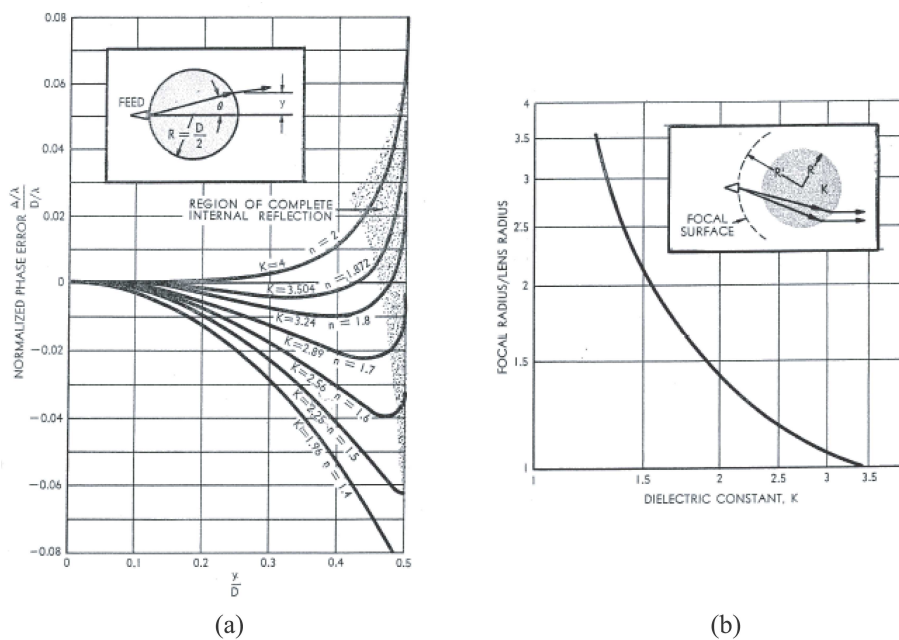 0.08
0.06
0.04
0.02
0
−0.02
−0.04
−0.06
−0.08
NORMALIZED PHASE ERROR Δ/λ
D/λ
FEED
θ
y
R = D
2
REGION OF COMPLETE
INTERNAL REFLECTION
K=4 n = 2
K=3.504 n = 1.872
K=3.24 n = 1.8
K=2.89 n = 1.7
K=2.56 n = 1.6
K=2.25 n = 1.5
K=1.96 n = 1.4
0 0.1 0.2 0.3 0.4 0.5
y
D
(a)
4
3.5
3
2.5
2
1.5
1
FOCAL RADIUS/LENS RADIUS
R' R
K
FOCAL
SURFACE
1 1.5 2 2.5 3 3.5
DIELECTRIC CONSTANT, K
(b)